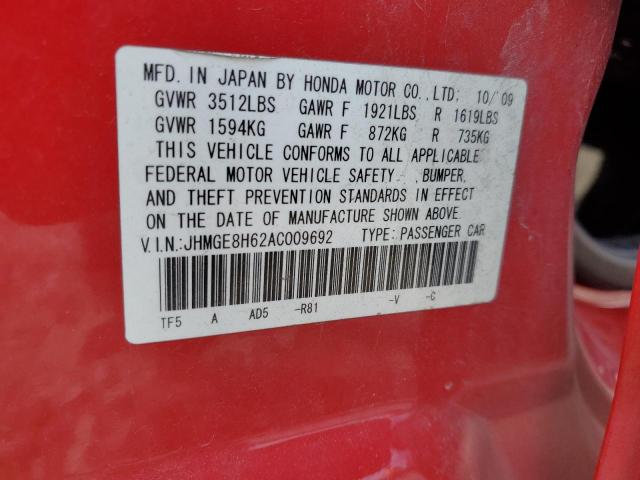 MFD. IN JAPAN BY HONDA MOTOR CO., LTD. 10/'09
GVWR 3512LBS GAWR F 1921LBS R 1619LBS
GVWR 1594KG GAWR F 872KG R 735KG
THIS VEHICLE CONFORMS TO ALL APPLICABLE
FEDERAL MOTOR VEHICLE SAFETY, BUMPER,
AND THEFT PREVENTION STANDARDS IN EFFECT
ON THE DATE OF MANUFACTURE SHOWN ABOVE.
V.I.N.:JHMGE8H62AC009692 TYPE: PASSENGER CAR
TF5 A AD5 -R81 -V -C